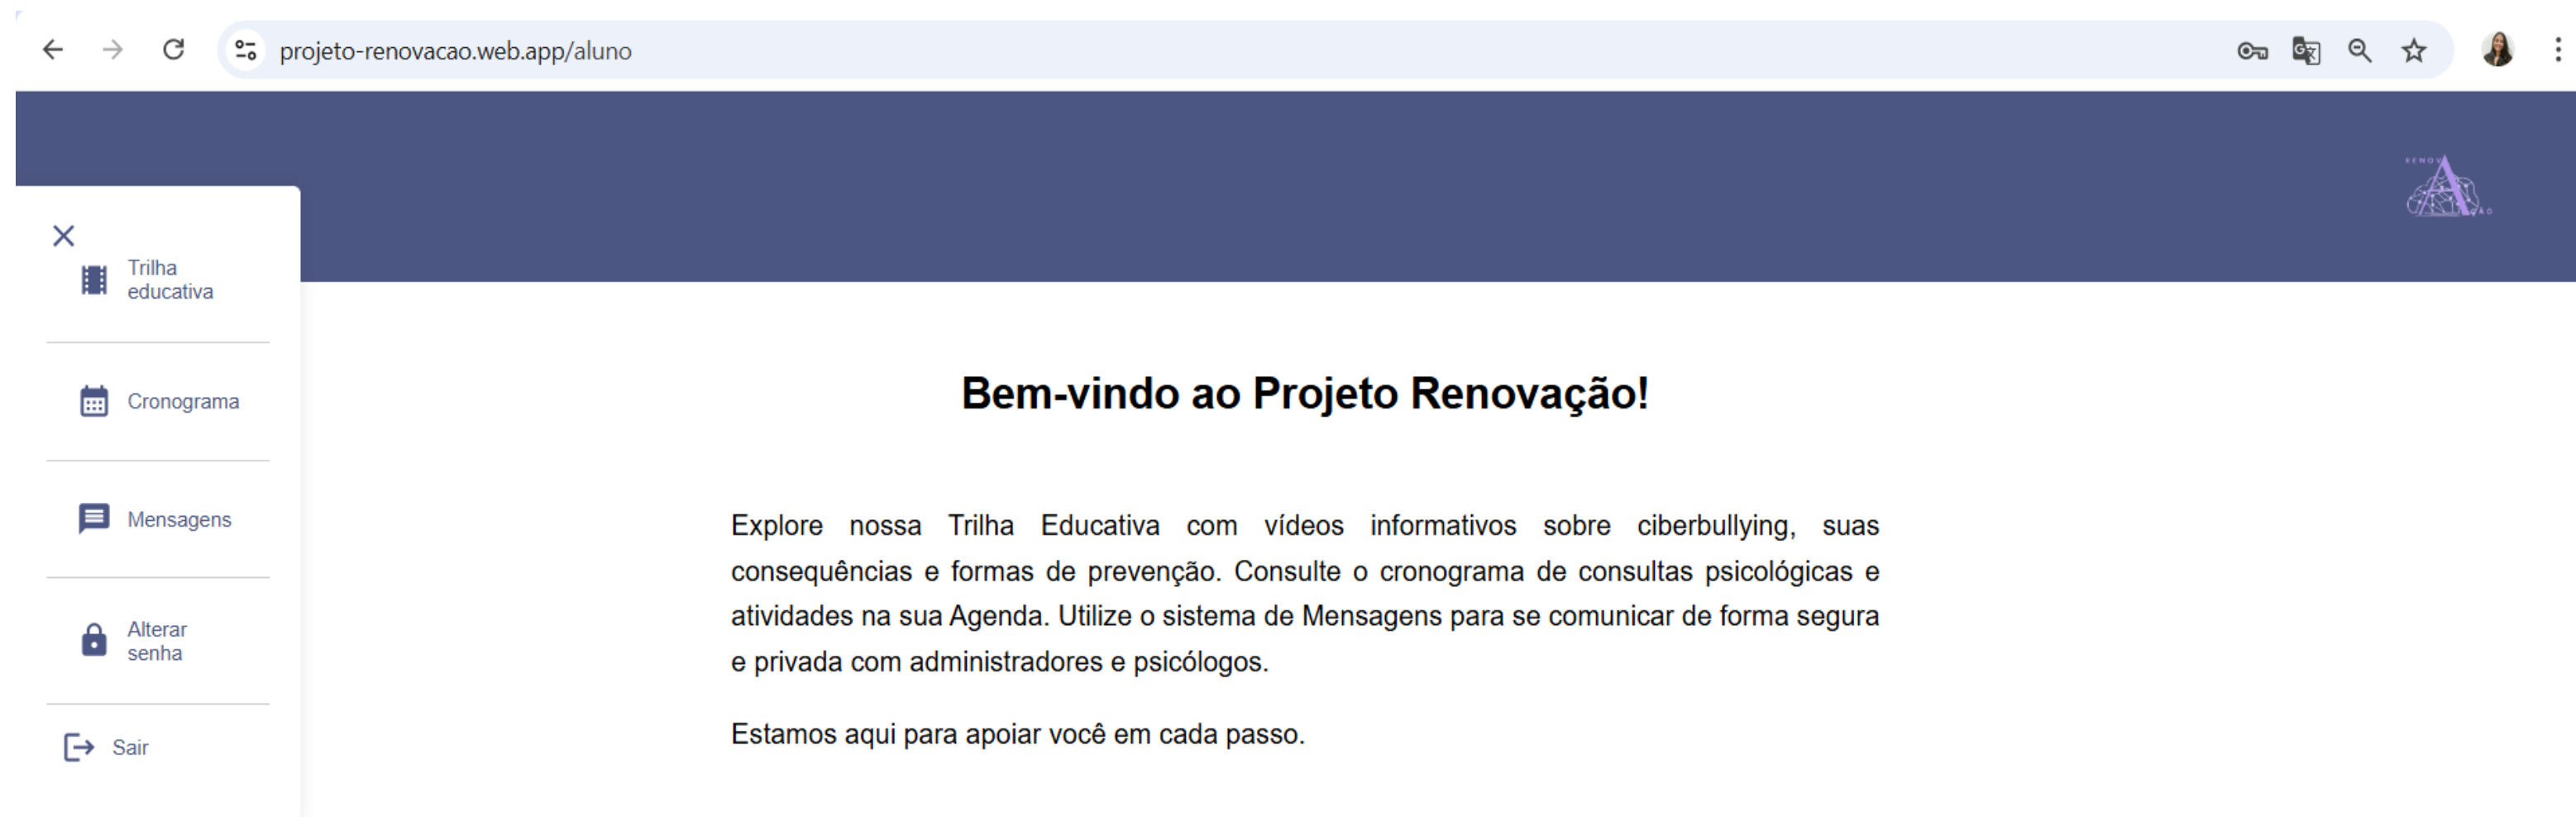 projeto-renovacao.web.app/aluno
RENOV
A
ÇÃO
Trilha
educativa
Cronograma
Mensagens
Alterar
senha
Sair
Bem-vindo ao Projeto Renovação!
Explore nossa Trilha Educativa com vídeos informativos sobre ciberbullying, suas
consequências e formas de prevenção. Consulte o cronograma de consultas psicológicas e
atividades na sua Agenda. Utilize o sistema de Mensagens para se comunicar de forma segura
e privada com administradores e psicólogos.
Estamos aqui para apoiar você em cada passo.